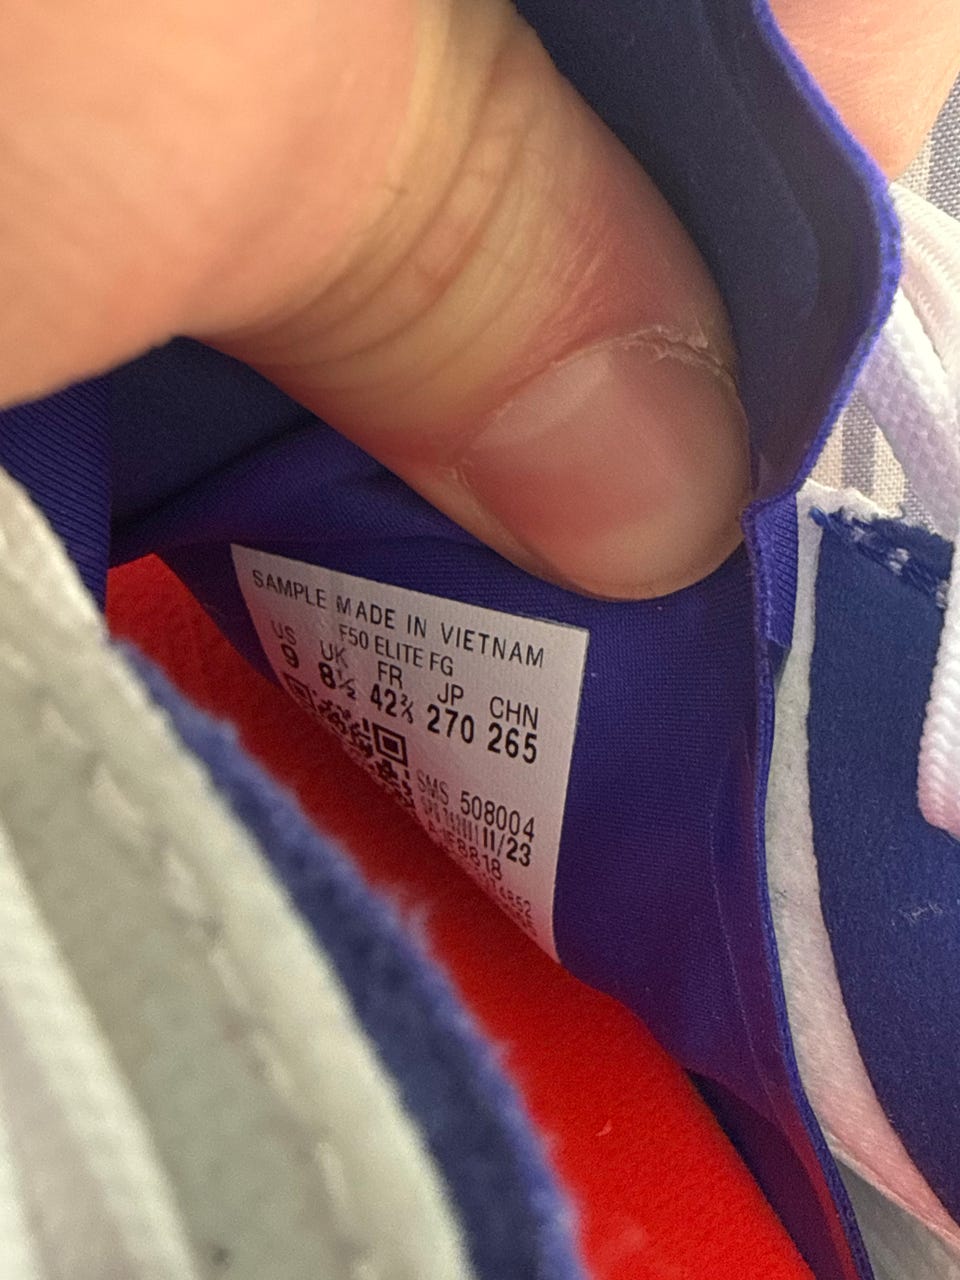 SAMPLE MADE IN VIETNAM
F50 ELITE FG
US UK FR JP CHN
9 8½ 42⅔ 270 265
SMS 508004
11/23